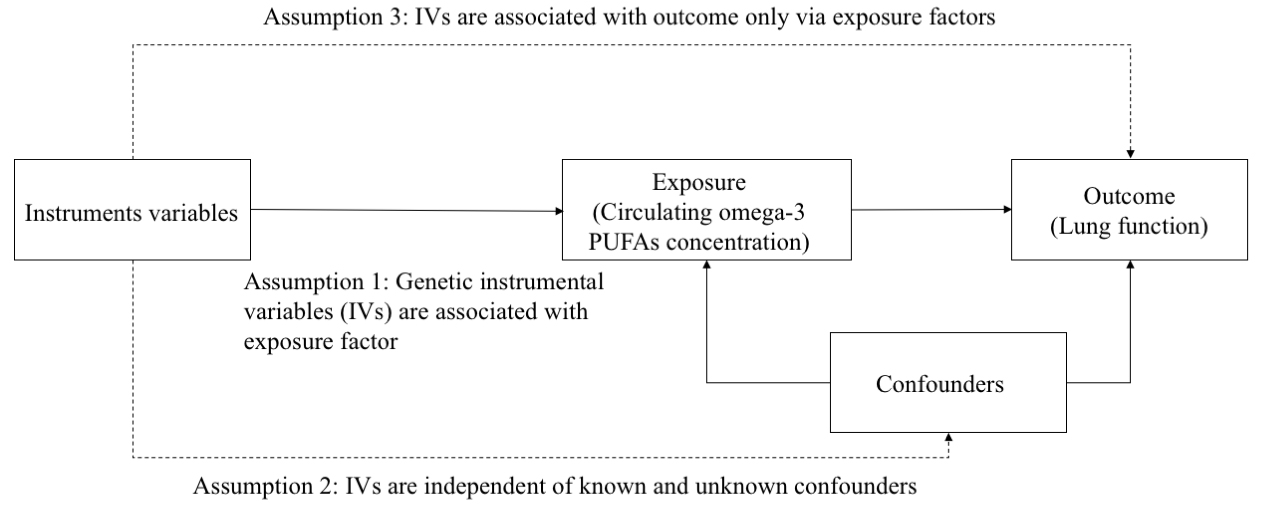 Assumption 3: IVs are associated with outcome only via exposure factors
Instruments variables
Exposure
(Circulating omega-3
PUFAs concentration)
Outcome
(Lung function)
Assumption 1: Genetic instrumental
variables (IVs) are associated with
exposure factor
Confounders
Assumption 2: IVs are independent of known and unknown confounders